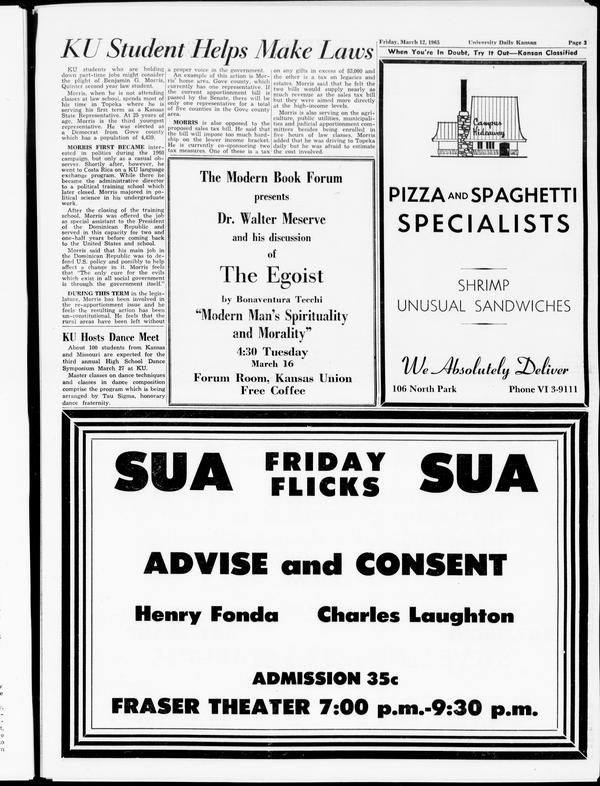 Friday, March 12, 1965 University Daily Kansan Page 3
KU Student Helps Make Laws
KU students who are holding
down part-time jobs might consider
the plight of Benjamin G. Morris,
Quinter second year law student.
Morris, when he is not attending
classes at law school, spends most of
his time in Topeka where he is
serving his first term as a Kansas
State Representative. At 25 years of
age, Morris is the third youngest
representative. He was elected as
a Democrat from Gove county
which has a population of 4,439.
MORRIS FIRST BECAME inter-
ested in politics during the 1960
campaign, but only as a casual ob-
server. Shortly after, however, he
went to Costa Rica on a KU language
exchange program. While there he
became the administrative director
to a political training school which
later closed. Morris majored in po-
litical science in his undergraduate
work.
After the closing of the training
school, Morris was offered the job
as special assistant to the President
of the Dominican Republic and
served in this capacity for two and
one-half years before coming back
to the United States and school.
Morris said that his main job in
the Dominican Republic was to de-
fend U.S. policy and possibly to help
affect a change in it. Morris feels
that "The only cure for the evils
which exist in all social government
is through the government itself."
DURING THIS TERM in the legis-
lature, Morris has been involved in
the re-apportionment issue and he
feels the resulting action has been
un-constitutional. He feels that the
rural areas have been left without
a proper voice in the government.
An example of this action is Mor-
ris' home area, Gove county, which
currently has one representative. If
the current apportionment bill is
passed by the Senate, there will be
only one representative for a total
of five counties in the Gove county
area.
MORRIS is also opposed to the
proposed sales tax bill. He said that
the bill will impose too much hard-
ship on the lower income bracket.
He is currently co-sponsoring two
tax measures. One of these is a tax
on any gifts in excess of $3,000 and
the other is a tax on legacies and
estates. Morris said that he felt the
two bills would supply nearly as
much revenue as the sales tax bill
but they were aimed more directly
at the high-income levels.
Morris is also serving on the agri-
culture, public utilities, municipali-
ties and judicial apportionment com-
mittees besides being enrolled in
five hours of law classes. Morris
added that he was driving to Topeka
daily but he was afraid to estimate
the cost involved.
KU Hosts Dance Meet
About 100 students from Kansas
and Missouri are expected for the
third annual High School Dance
Symposium March 27 at KU.
Master classes on dance techniques
and classes in dance composition
comprise the program which is being
arranged by Tau Sigma, honorary
dance fraternity.
The Modern Book Forum
presents
Dr. Walter Meserve
and his discussion
of
The Egoist
by Bonaventura Tecchi
"Modern Man's Spirituality
and Morality"
4:30 Tuesday
March 16
Forum Room, Kansas Union
Free Coffee
When You're In Doubt, Try It Out—Kansan Classified
Campus
Hideaway
PIZZA AND SPAGHETTI
SPECIALISTS
SHRIMP
UNUSUAL SANDWICHES
We Absolutely Deliver
106 North Park Phone VI 3-9111
SUA FRIDAY FLICKS SUA
ADVISE and CONSENT
Henry Fonda Charles Laughton
ADMISSION 35c
FRASER THEATER 7:00 p.m.-9:30 p.m.